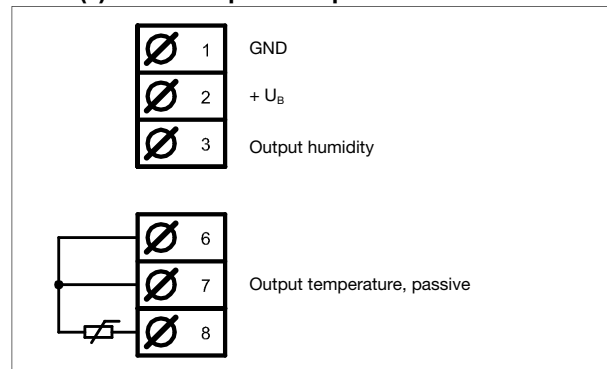 1 GND
2 + U_B
3 Output humidity
6
7 Output temperature, passive
8